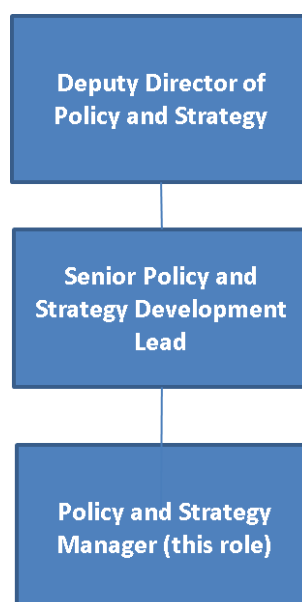 Deputy Director of
Policy and Strategy
Senior Policy and
Strategy Development
Lead
Policy and Strategy
Manager (this role)